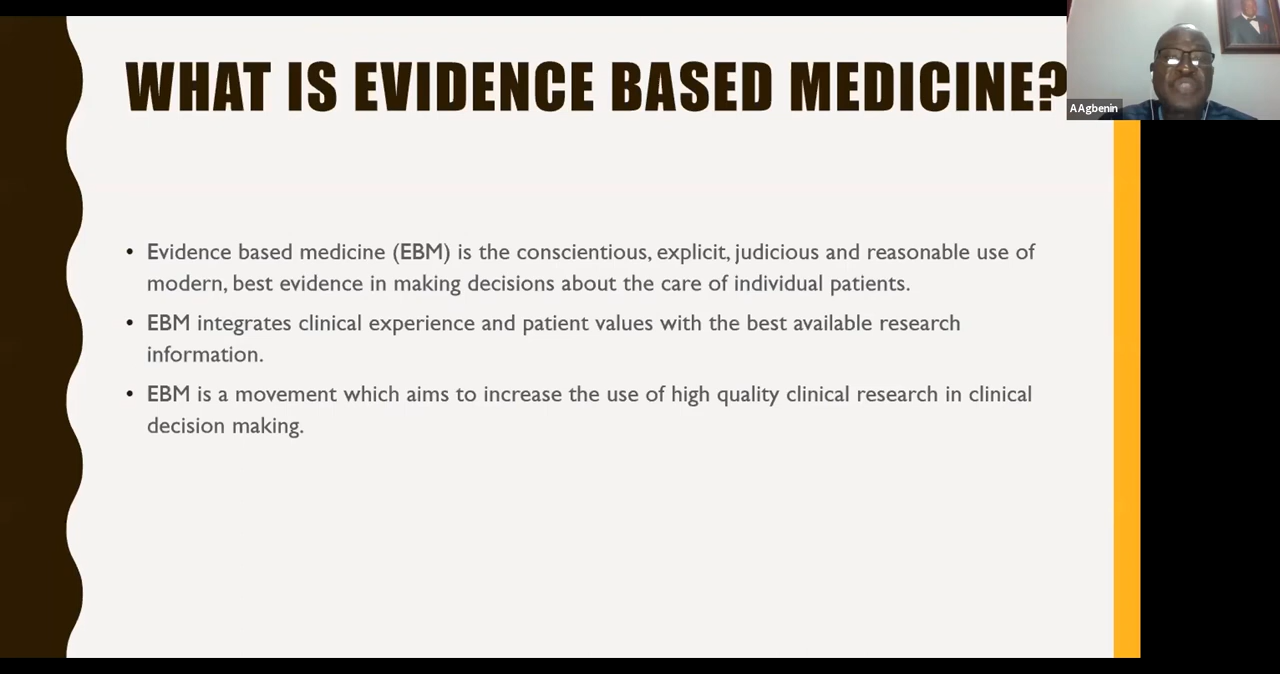 WHAT IS EVIDENCE BASED MEDICINE?
A Agbenin
• Evidence based medicine (EBM) is the conscientious, explicit, judicious and reasonable use of
modern, best evidence in making decisions about the care of individual patients.
• EBM integrates clinical experience and patient values with the best available research
information.
• EBM is a movement which aims to increase the use of high quality clinical research in clinical
decision making.